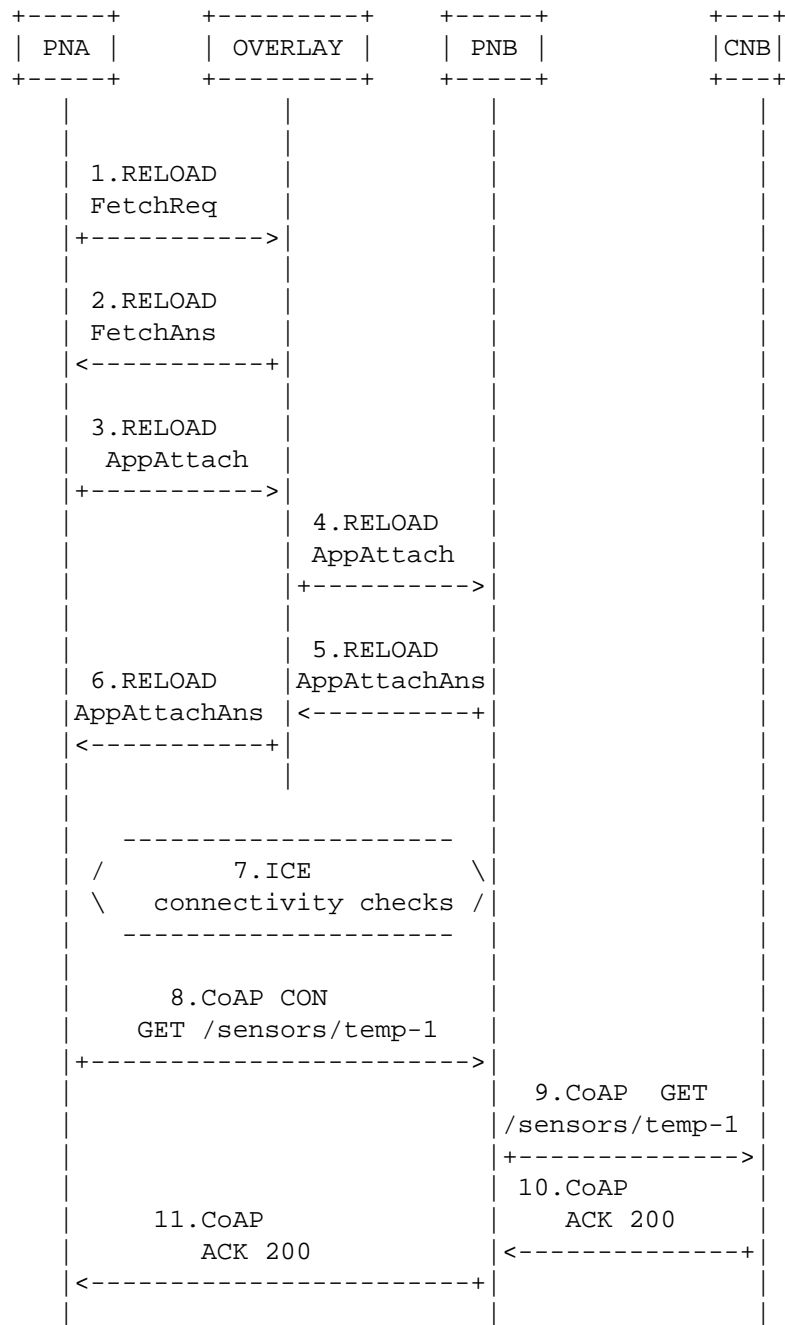 PNA OVERLAY PNB CNB
1.RELOAD
FetchReq
2.RELOAD
FetchAns
3.RELOAD
AppAttach
4.RELOAD
AppAttach
5.RELOAD
6.RELOAD AppAttachAns
AppAttachAns
7.ICE
connectivity checks
8.CoAP CON
GET /sensors/temp-1
9.CoAP GET
/sensors/temp-1
10.CoAP
11.CoAP ACK 200
ACK 200